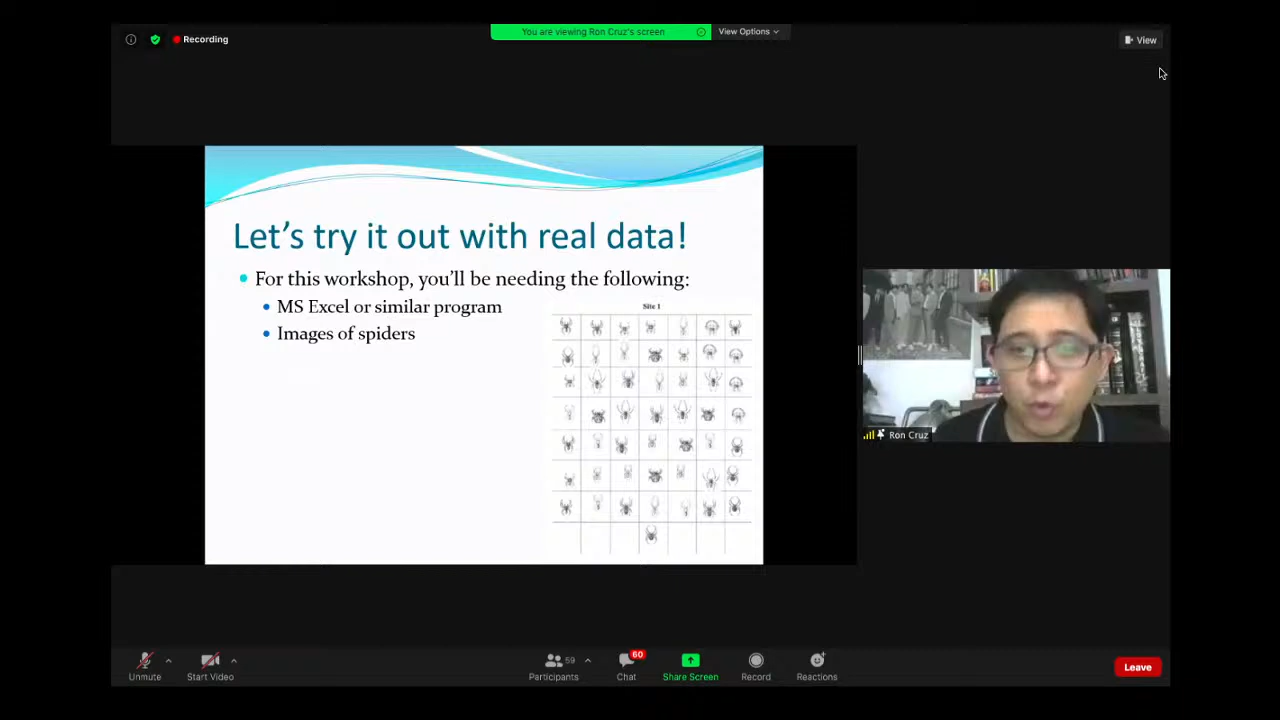 Recording
You are viewing Ron Cruz's screen
View Options
View
Let's try it out with real data!
For this workshop, you'll be needing the following:
MS Excel or similar program
Images of spiders
Site 1
Ron Cruz
Unmute
Start Video
59
Participants
60
Chat
Share Screen
Record
Reactions
Leave